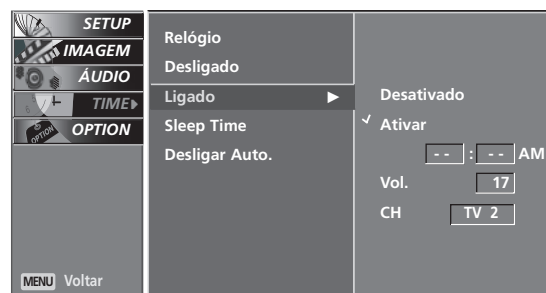 SETUP
IMAGEM
ÁUDIO
TIME
OPTION
OPTION
MENU Voltar
Relógio
Desligado
Ligado
Sleep Time
Desligar Auto.
Desativado
Ativar
- - : - - AM
Vol. 17
CH TV 2